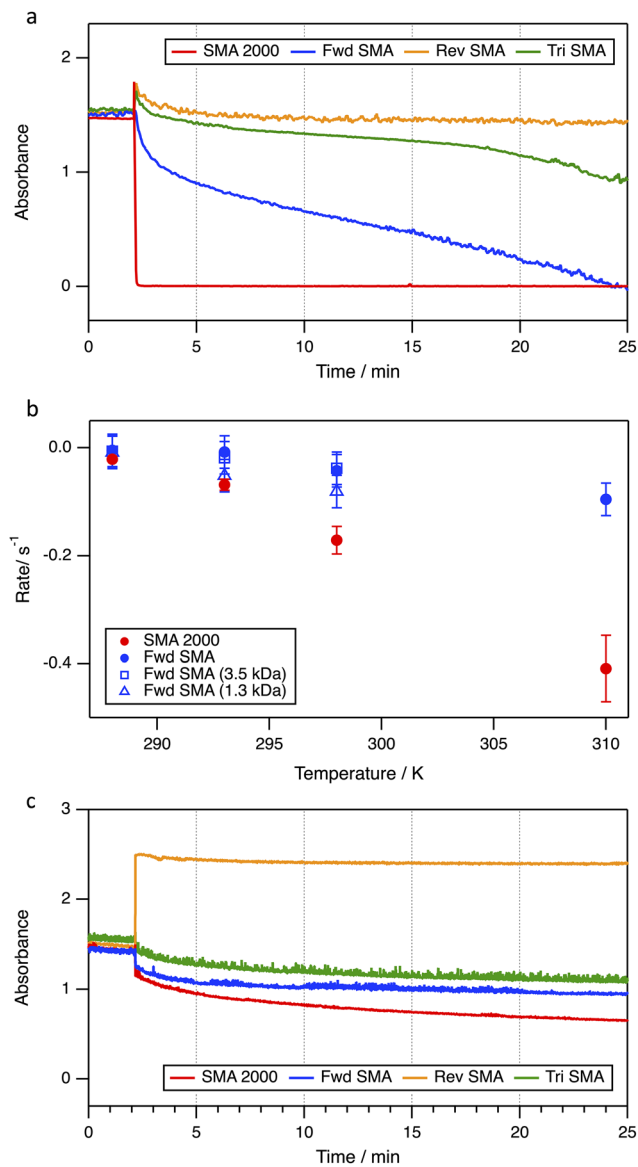 a
SMA 2000 Fwd SMA Rev SMA Tri SMA
2
1
0
Absorbance
0 5 10 15 20 25
Time / min
b
0.0
-0.2
-0.4
Rate/ s-1
SMA 2000
Fwd SMA
Fwd SMA (3.5 kDa)
Fwd SMA (1.3 kDa)
290 295 300 305 310
Temperature / K
c
3
2
1
0
Absorbance
SMA 2000 Fwd SMA Rev SMA Tri SMA
0 5 10 15 20 25
Time / min